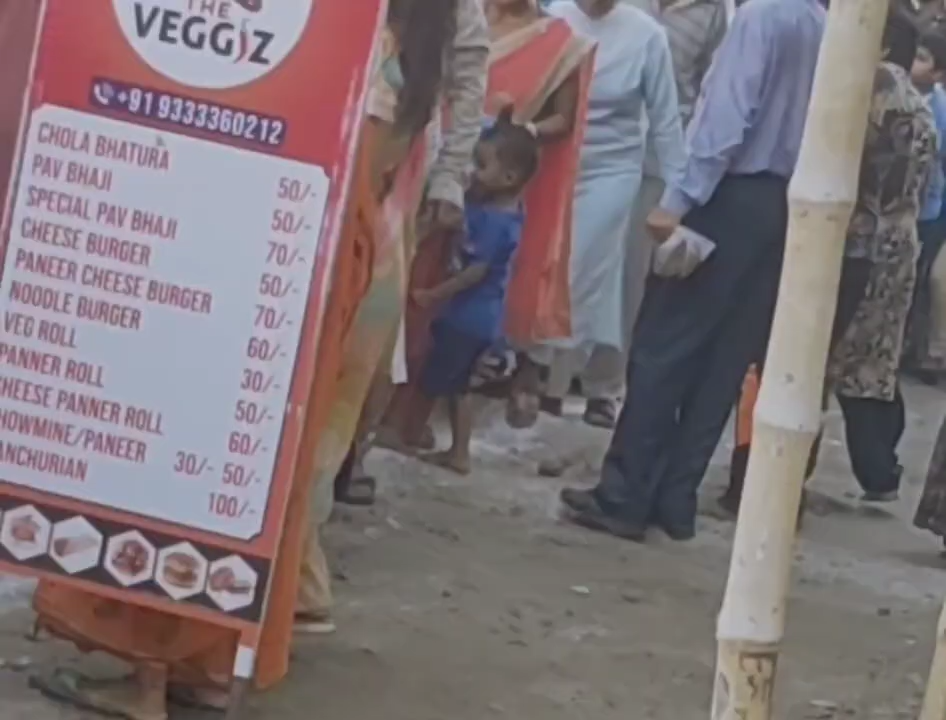 THE
VEGGIZ
+91 9333360212
CHOLA BHATURA 50/-
PAV BHAJI 50/-
SPECIAL PAV BHAJI 70/-
CHEESE BURGER 50/-
PANEER CHEESE BURGER 70/-
NOODLE BURGER 60/-
VEG ROLL 30/-
PANNER ROLL 50/-
CHEESE PANNER ROLL 60/-
HOWMINE/PANEER 30/- 50/-
ANCHURIAN 100/-